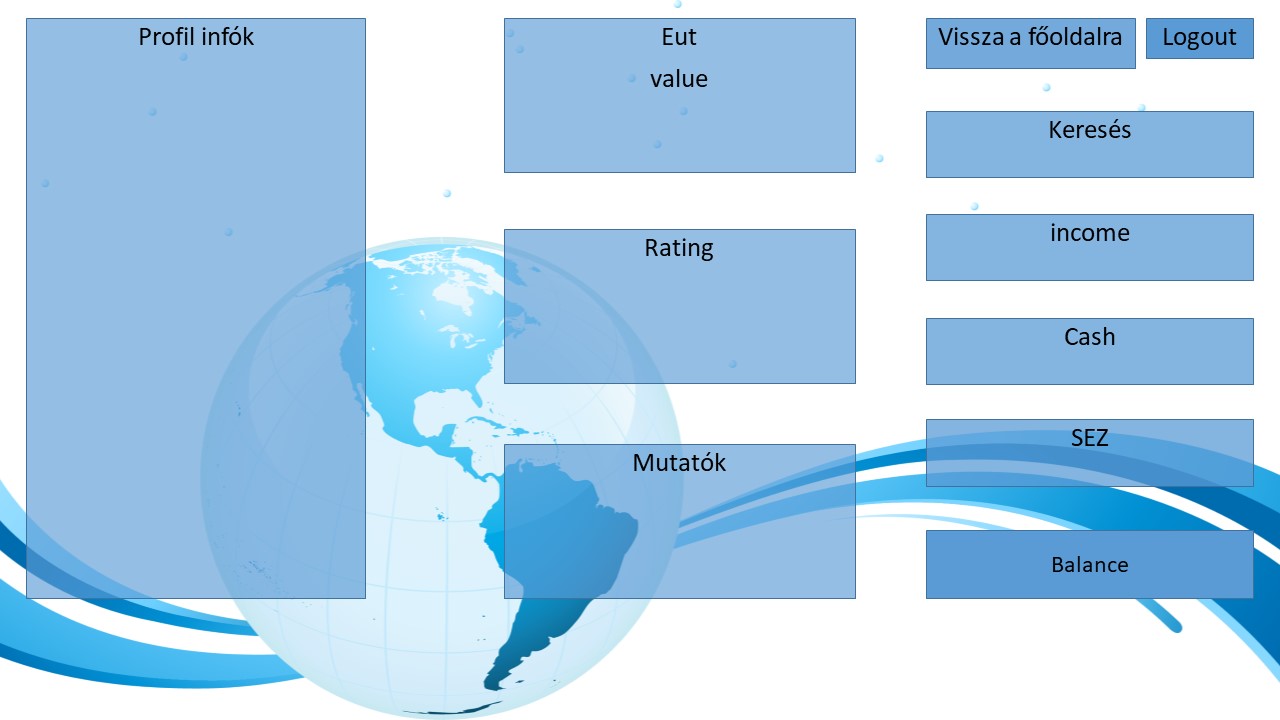 Profil infók
Eut
value
Rating
Mutatók
Vissza a főoldalra
Logout
Keresés
income
Cash
SEZ
Balance